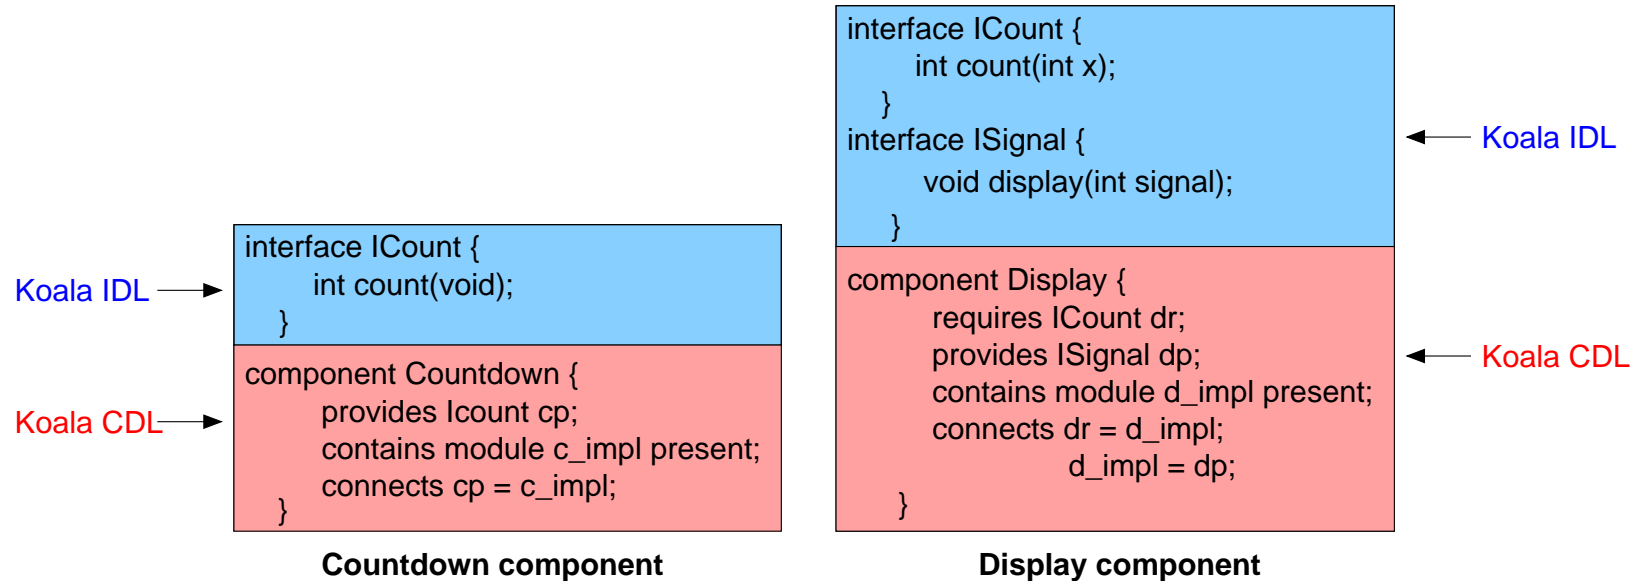 interface ICount {
int count(void);
}
component Countdown {
provides Icount cp;
contains module c_impl present;
connects cp = c_impl;
}
Koala IDL
Koala CDL
Countdown component
interface ICount {
int count(int x);
}
interface ISignal {
void display(int signal);
}
component Display {
requires ICount dr;
provides ISignal dp;
contains module d_impl present;
connects dr = d_impl;
d_impl = dp;
}
Koala IDL
Koala CDL
Display component